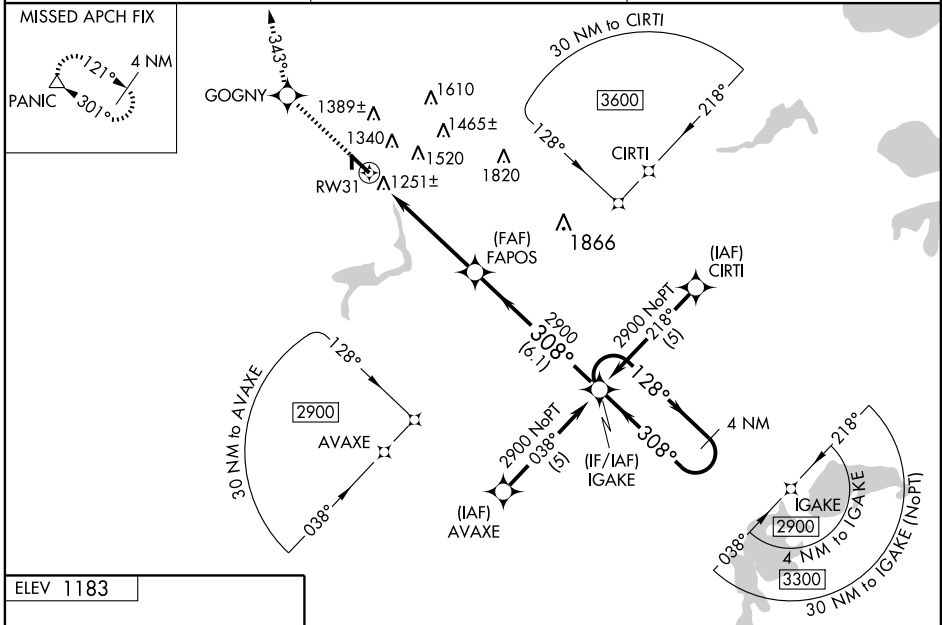 MISSED APCH FIX
PANIC
121°
301°
4 NM
343°
GOGNY
1389±
1610
1340
1465±
1520
1820
RW31
1251±
1866
30 NM to CIRTI
3600
128°
218°
CIRTI
(FAF)
FAPOS
(IAF)
CIRTI
2900 NoPT
218°
(5)
2900
308°
(6.1)
128°
308°
4 NM
30 NM to AVAXE
128°
2900
AVAXE
038°
2900 NoPT
038°
(5)
(IF/IAF)
IGAKE
(IAF)
AVAXE
218°
IGAKE
038°
2900
4 NM to IGAKE
3300
30 NM to IGAKE (NoPT)
ELEV 1183